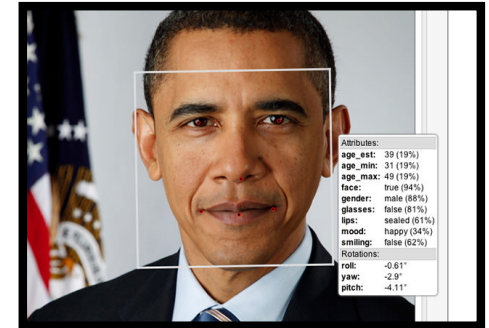 Attributes:
age_est: 39 (19%)
age_min: 31 (19%)
age_max: 49 (19%)
face: true (94%)
gender: male (88%)
glasses: false (81%)
lips: sealed (61%)
mood: happy (34%)
smiling: false (62%)
Rotations:
roll: -0.61°
yaw: -2.9°
pitch: -4.11°